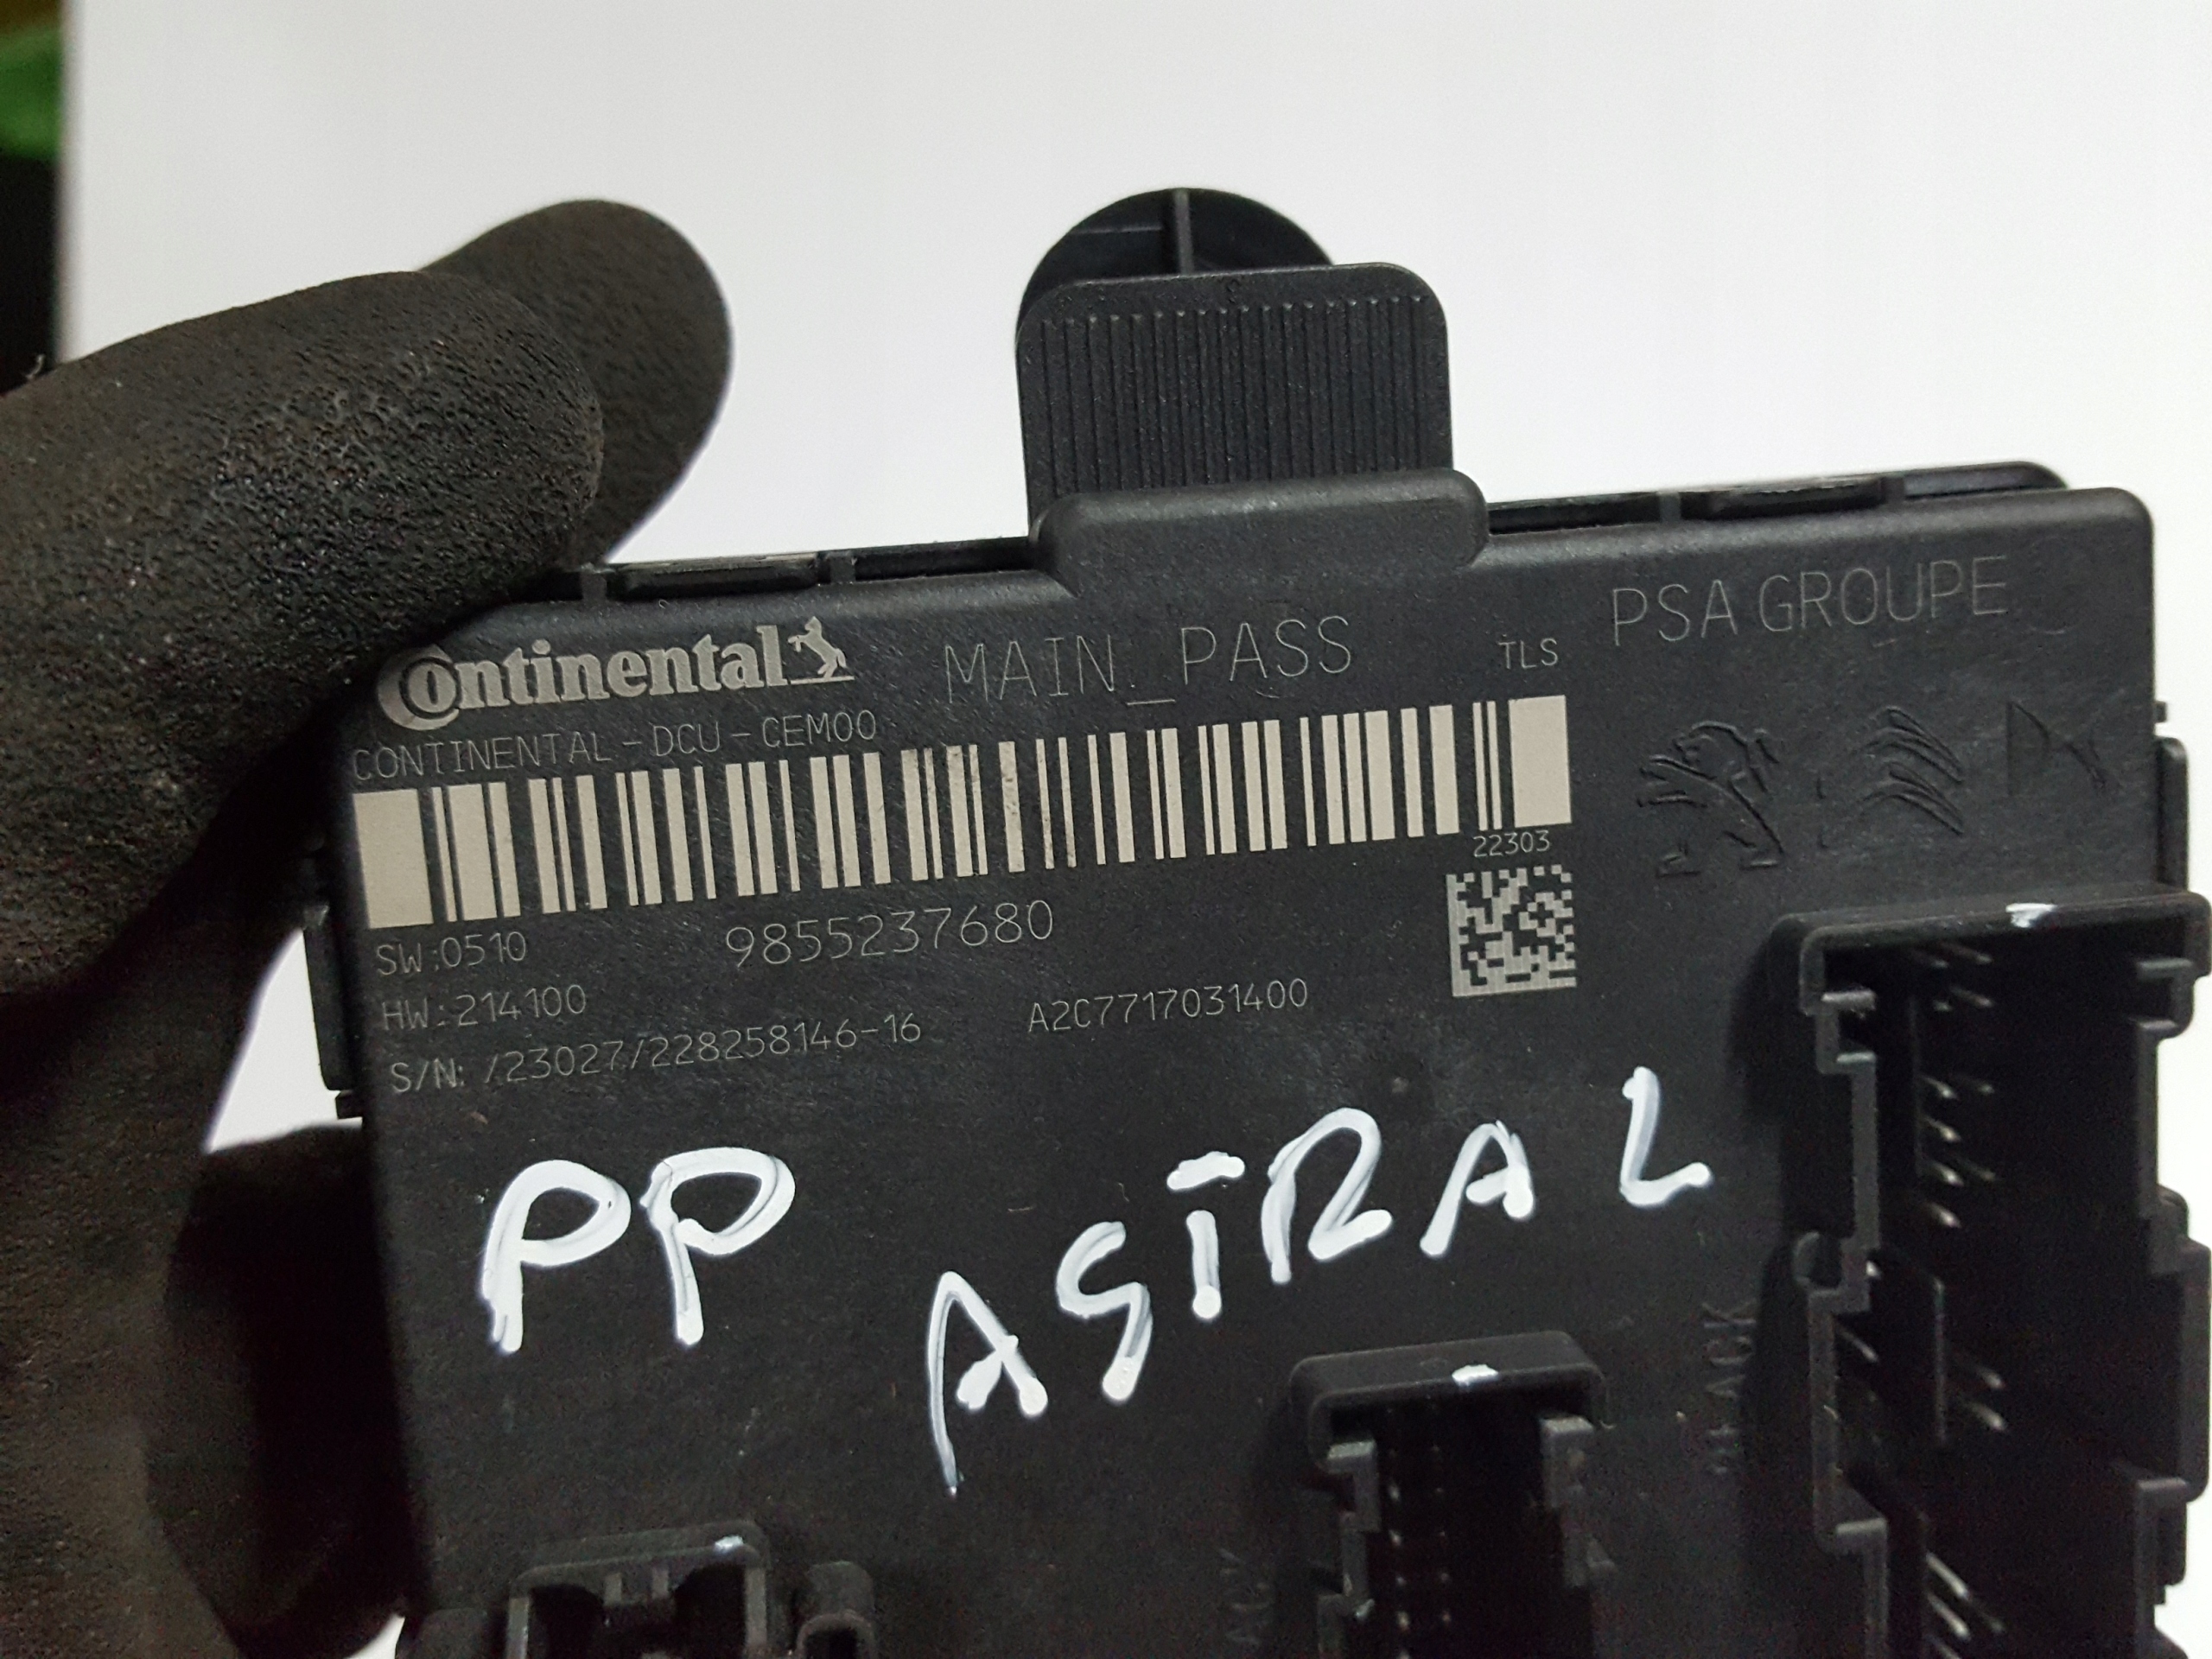 Continental MAIN_PASS TLS PSA GROUPE
CONTINENTAL-DCU-CEM00
22303
SW:0510 9855237680
HW:214100
S/N: /23027/228258146-16 A2C7717031400
PP ASTRAL